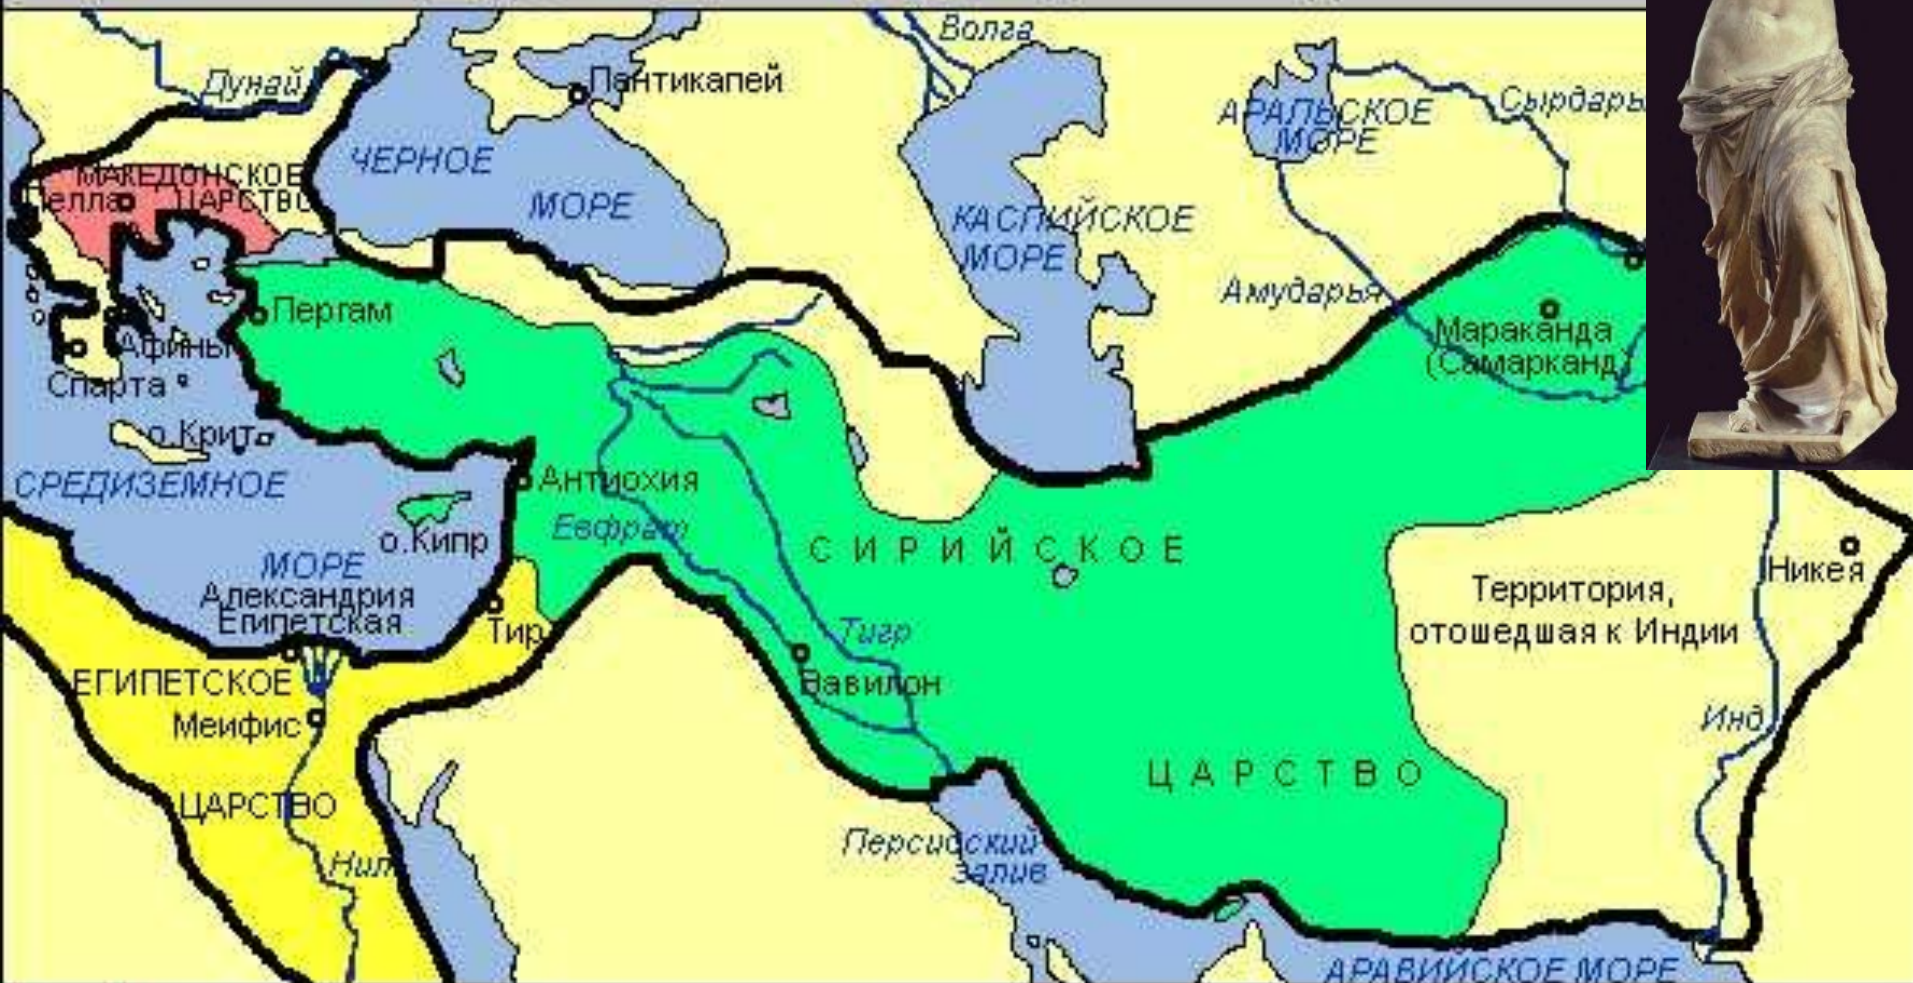 Волга
Дунай
Пантикапей
Сырдарь
АРАЛЬСКОЕ
МОРЕ
ЧЕРНОЕ
МОРЕ
МАКЕДОНСКОЕ
Пелла
ЦАРСТВО
КАСПИЙСКОЕ
МОРЕ
Амударья
Пергам
Мараканда
(Самарканд)
Афины
Спарта
о.Крит
СРЕДИЗЕМНОЕ
МОРЕ
Антиохия
Евфрат
о.Кипр
СИРИЙСКОЕ
ЦАРСТВО
Александрия
Египетская
Тир
Тигр
Вавилон
Территория,
отошедшая к Индии
Никея
Инд
ЕГИПЕТСКОЕ
Меифис
ЦАРСТВО
Нил
Персидский
залив
АРАВИЙСКОЕ МОРЕ